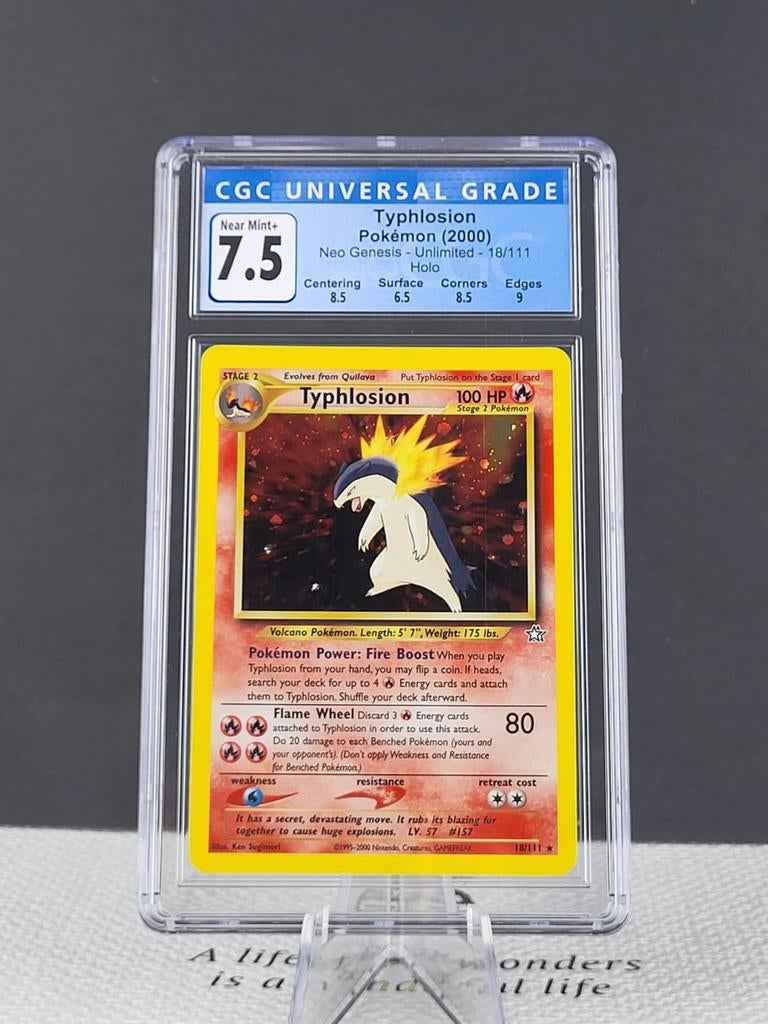 CGC UNIVERSAL GRADE
Near Mint+
7.5
Typhlosion
Pokémon (2000)
Neo Genesis - Unlimited - 18/111
Holo
Centering Surface Corners Edges
8.5 6.5 8.5 9
STAGE 2 Evolves from Quilava Put Typhlosion on the Stage 1 card
Typhlosion 100 HP
Stage 2 Pokémon
Volcano Pokémon. Length: 5' 7", Weight: 175 lbs.
Pokémon Power: Fire Boost When you play
Typhlosion from your hand, you may flip a coin. If heads,
search your deck for up to 4 Energy cards and attach
them to Typhlosion. Shuffle your deck afterward.
Flame Wheel Discard 3 Energy cards
attached to Typhlosion in order to use this attack.
Do 20 damage to each Benched Pokémon (yours and
your opponent's). (Don't apply Weakness and Resistance
for Benched Pokémon.)
80
weakness resistance retreat cost
It has a secret, devastating move. It rubs its blazing fur
together to cause huge explosions. LV. 57 #157
Illus. Ken Sugimori ©1995-2000 Nintendo, Creatures, GAMEFREAK. 18/111 ★
A life wonders
is a life